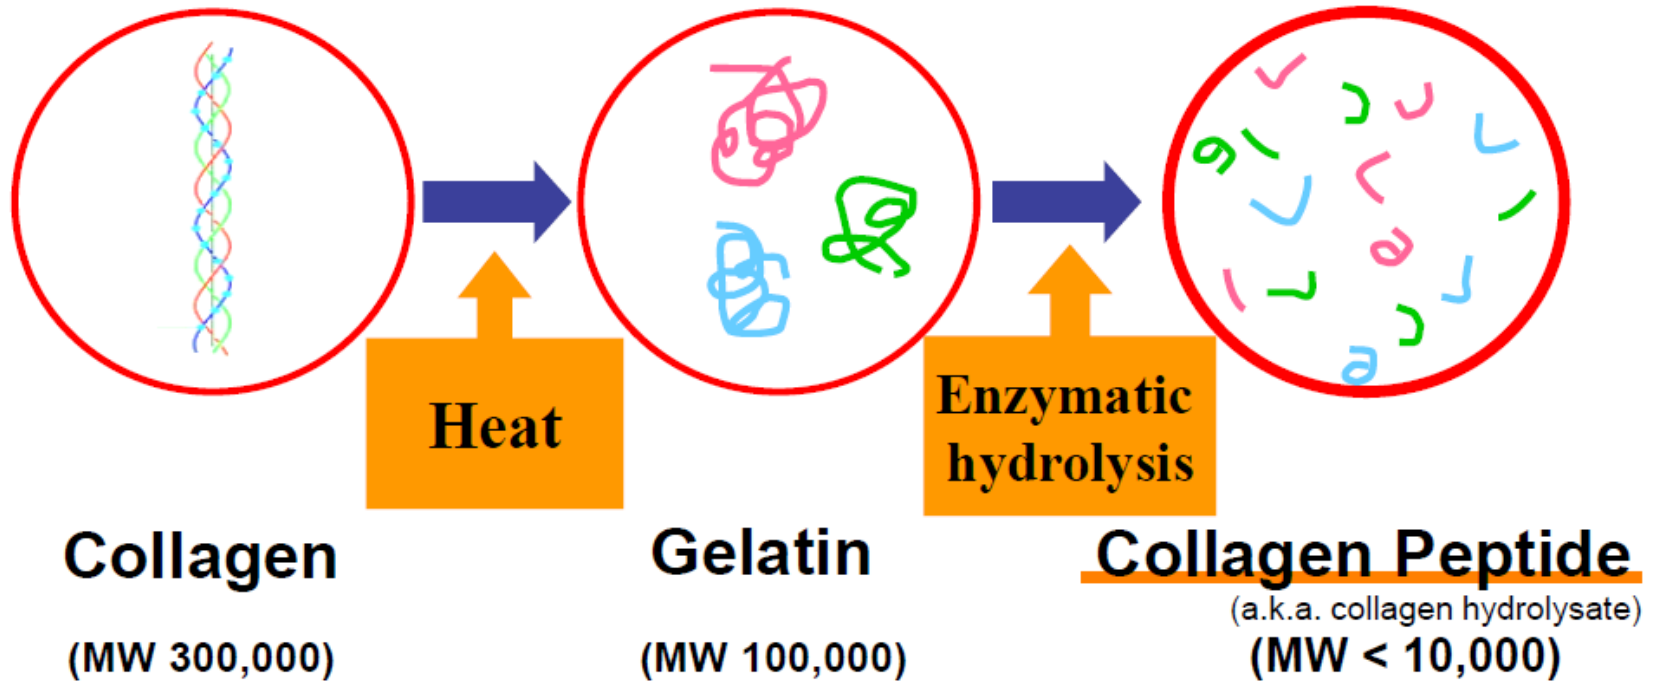 Heat
Enzymatic
hydrolysis
Collagen
Gelatin
Collagen Peptide
(a.k.a. collagen hydrolysate)
(MW 300,000)
(MW 100,000)
(MW < 10,000)